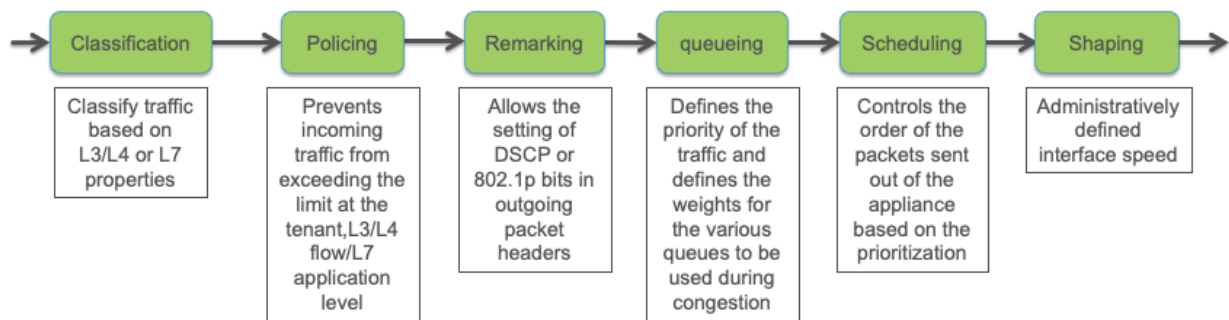 Classification
Policing
Remarking
queueing
Scheduling
Shaping
Classify traffic
based on
L3/L4 or L7
properties
Prevents
incoming
traffic from
exceeding the
limit at the
tenant,L3/L4
flow/L7
application
level
Allows the
setting of
DSCP or
802.1p bits in
outgoing
packet
headers
Defines the
priority of the
traffic and
defines the
weights for
the various
queues to be
used during
congestion
Controls the
order of the
packets sent
out of the
appliance
based on the
prioritization
Administratively
defined
interface speed